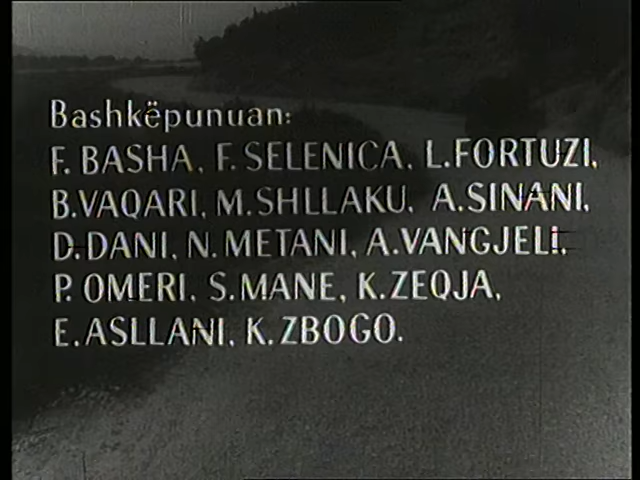 Bashkëpunuan:
F. BASHA, F. SELENICA, L.FORTUZI,
B.VAQARI, M.SHLLAKU, A.SINANI,
D.DANI, N.METANI, A.VANGJELI,
P. OMERI, S.MANE, K.ZEQJA,
E.ASLLANI, K.ZBOGO.